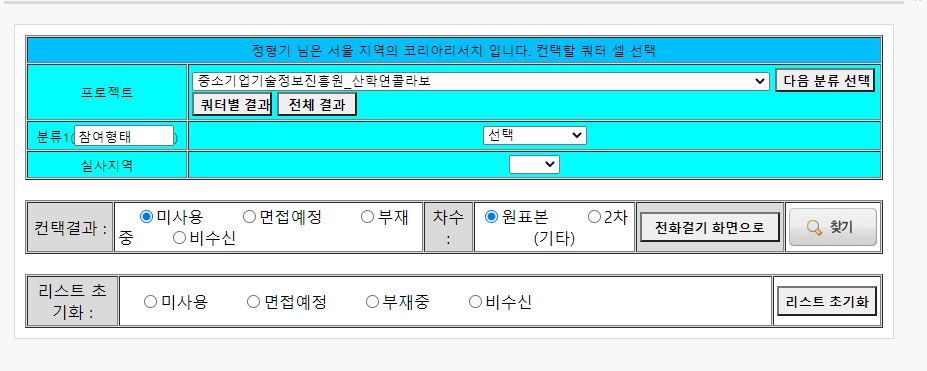 정형기 님은 서울 지역의 코리아리서치 입니다. 컨택할 쿼터 셀 선택
프로젝트
중소기업기술정보진흥원_산학연콜라보
다음 분류 선택
쿼터별 결과
전체 결과
분류1(참여형태)
선택
실사지역
컨택결과 :
미사용 면접예정 부재
중 비수신
차수
:
원표본 2차
(기타)
전화걸기 화면으로
찾기
리스트 초
기화 :
미사용 면접예정 부재중 비수신
리스트 초기화